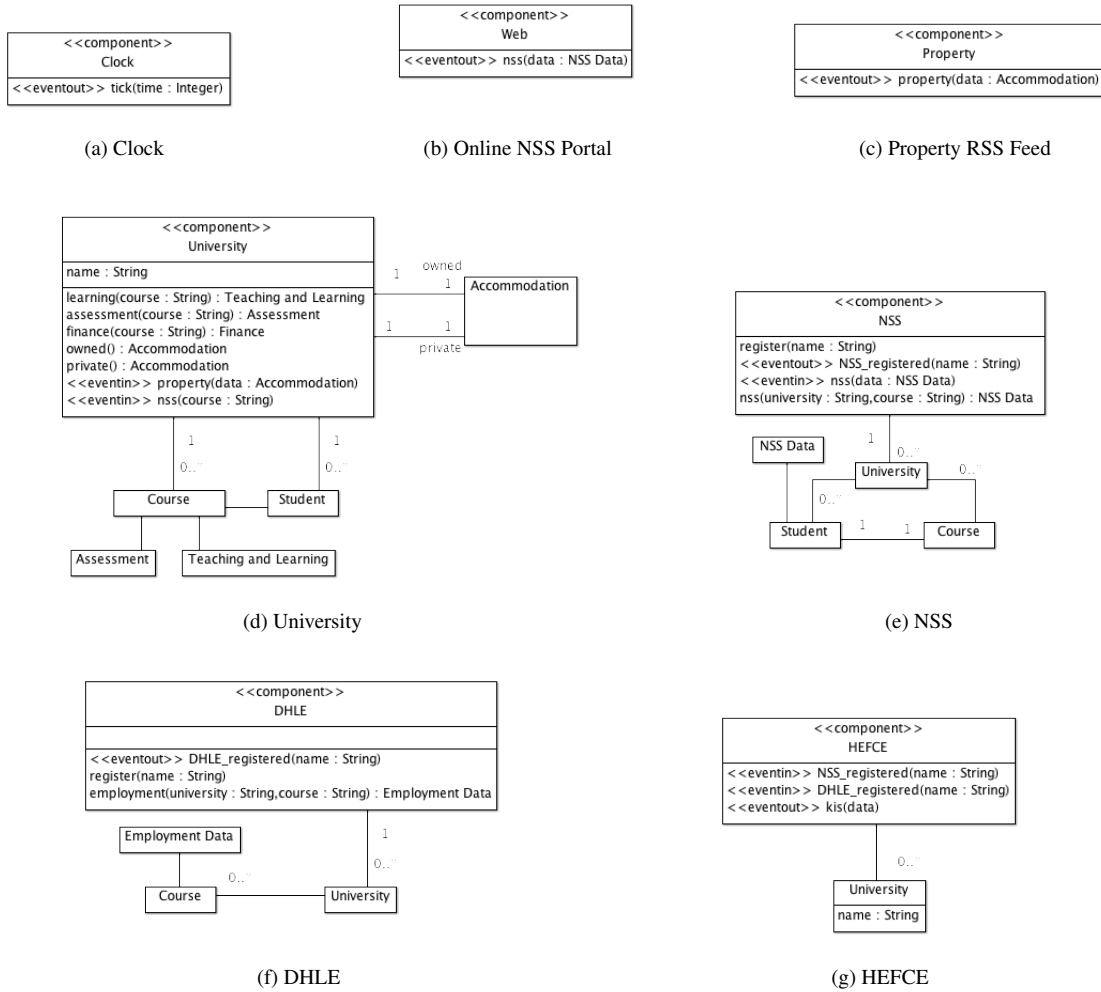 <<component>>
Clock
<<eventout>> tick(time : Integer)
(a) Clock
<<component>>
Web
<<eventout>> nss(data : NSS Data)
(b) Online NSS Portal
<<component>>
Property
<<eventout>> property(data : Accommodation)
(c) Property RSS Feed
<<component>>
University
name : String
learning(course : String) : Teaching and Learning
assessment(course : String) : Assessment
finance(course : String) : Finance
owned() : Accommodation
private() : Accommodation
<<eventin>> property(data : Accommodation)
<<eventin>> nss(course : String)
1
owned
1
Accommodation
1
1
private
1
0..*
1
0..*
Course
Student
Assessment
Teaching and Learning
(d) University
<<component>>
NSS
register(name : String)
<<eventout>> NSS_registered(name : String)
<<eventin>> nss(data : NSS Data)
nss(university : String,course : String) : NSS Data
1
0..*
NSS Data
University
0..*
0..*
Student
1
1
Course
(e) NSS
<<component>>
DHLE
<<eventout>> DHLE_registered(name : String)
register(name : String)
employment(university : String,course : String) : Employment Data
1
0..*
Employment Data
0..*
Course
University
(f) DHLE
<<component>>
HEFCE
<<eventin>> NSS_registered(name : String)
<<eventin>> DHLE_registered(name : String)
<<eventout>> kis(data)
0..*
University
name : String
(g) HEFCE